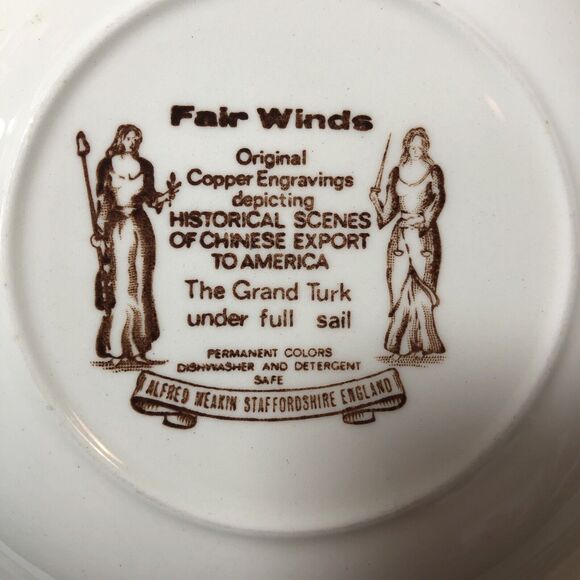 Fair Winds
Original
Copper Engravings
depicting
HISTORICAL SCENES
OF CHINESE EXPORT
TO AMERICA
The Grand Turk
under full sail
PERMANENT COLORS
DISHWASHER AND DETERGENT
SAFE
ALFRED MEAKIN STAFFORDSHIRE ENGLAND